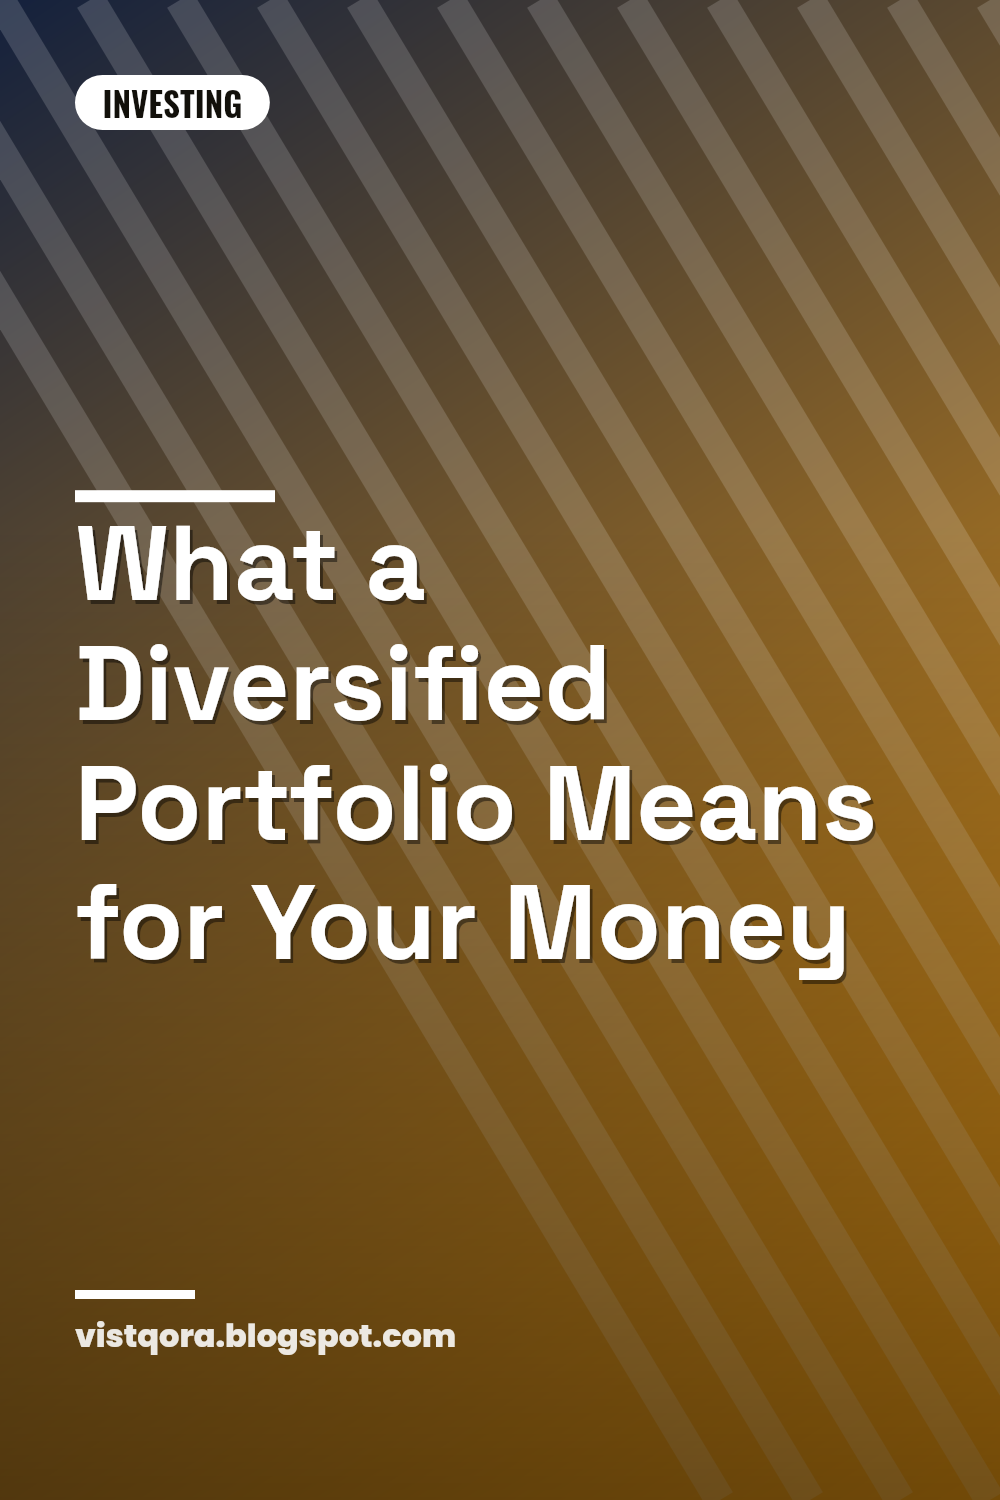 INVESTING
What a
Diversified
Portfolio Means
for Your Money
vistqora.blogspot.com